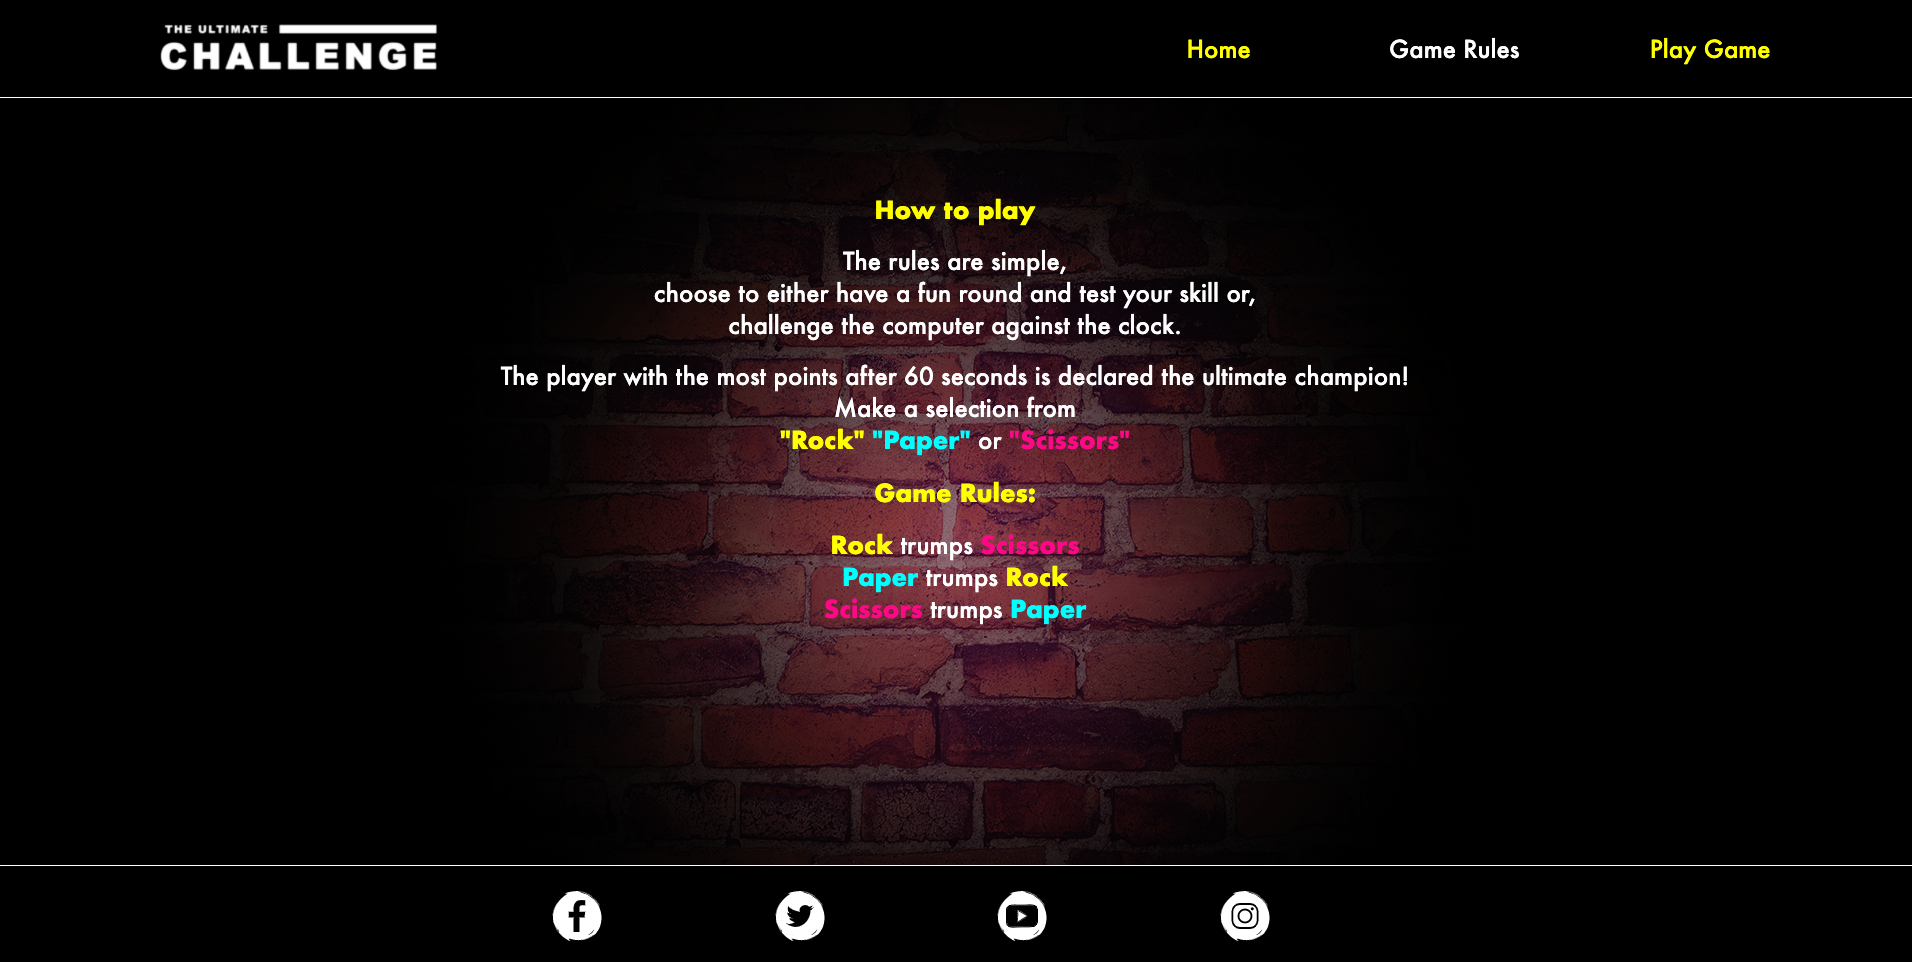 THE ULTIMATE
CHALLENGE
Home
Game Rules
Play Game
How to play
The rules are simple,
choose to either have a fun round and test your skill or,
challenge the computer against the clock.
The player with the most points after 60 seconds is declared the ultimate champion!
Make a selection from
"Rock" "Paper" or "Scissors"
Game Rules:
Rock trumps Scissors
Paper trumps Rock
Scissors trumps Paper